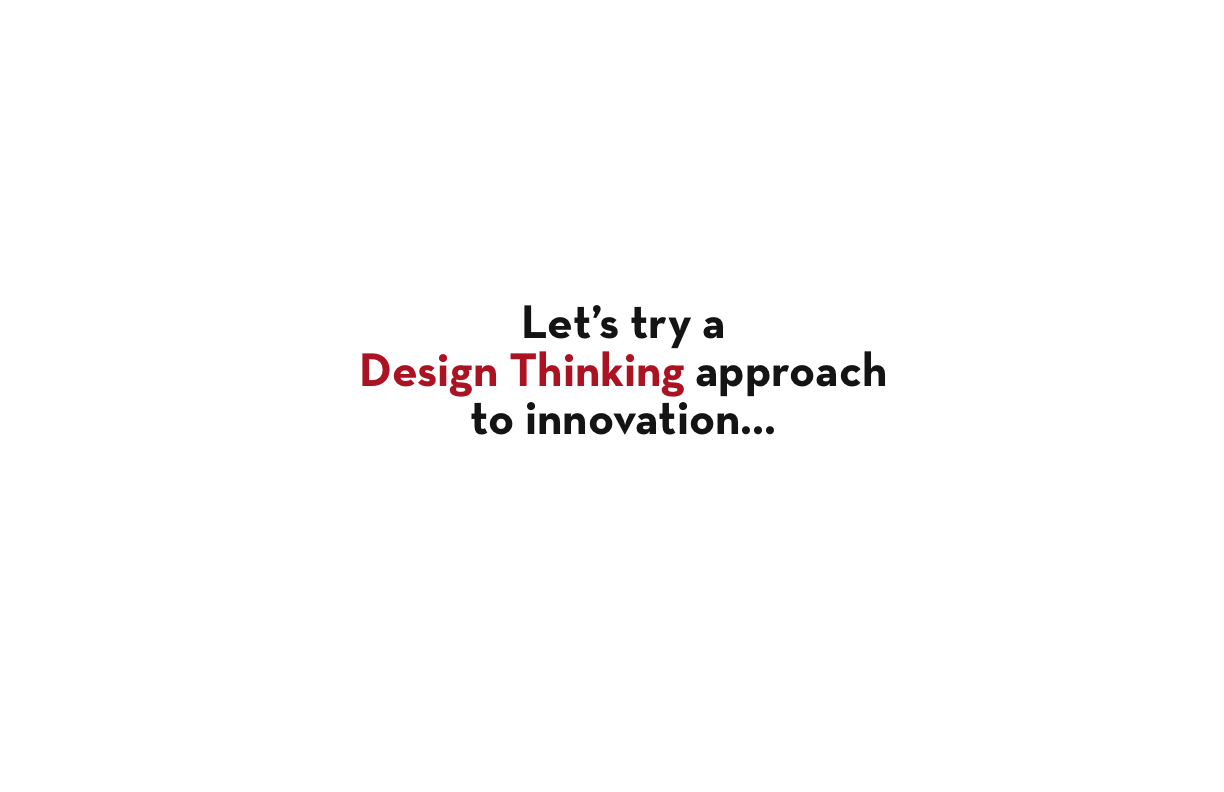 Let’s try a
Design Thinking approach
to innovation...